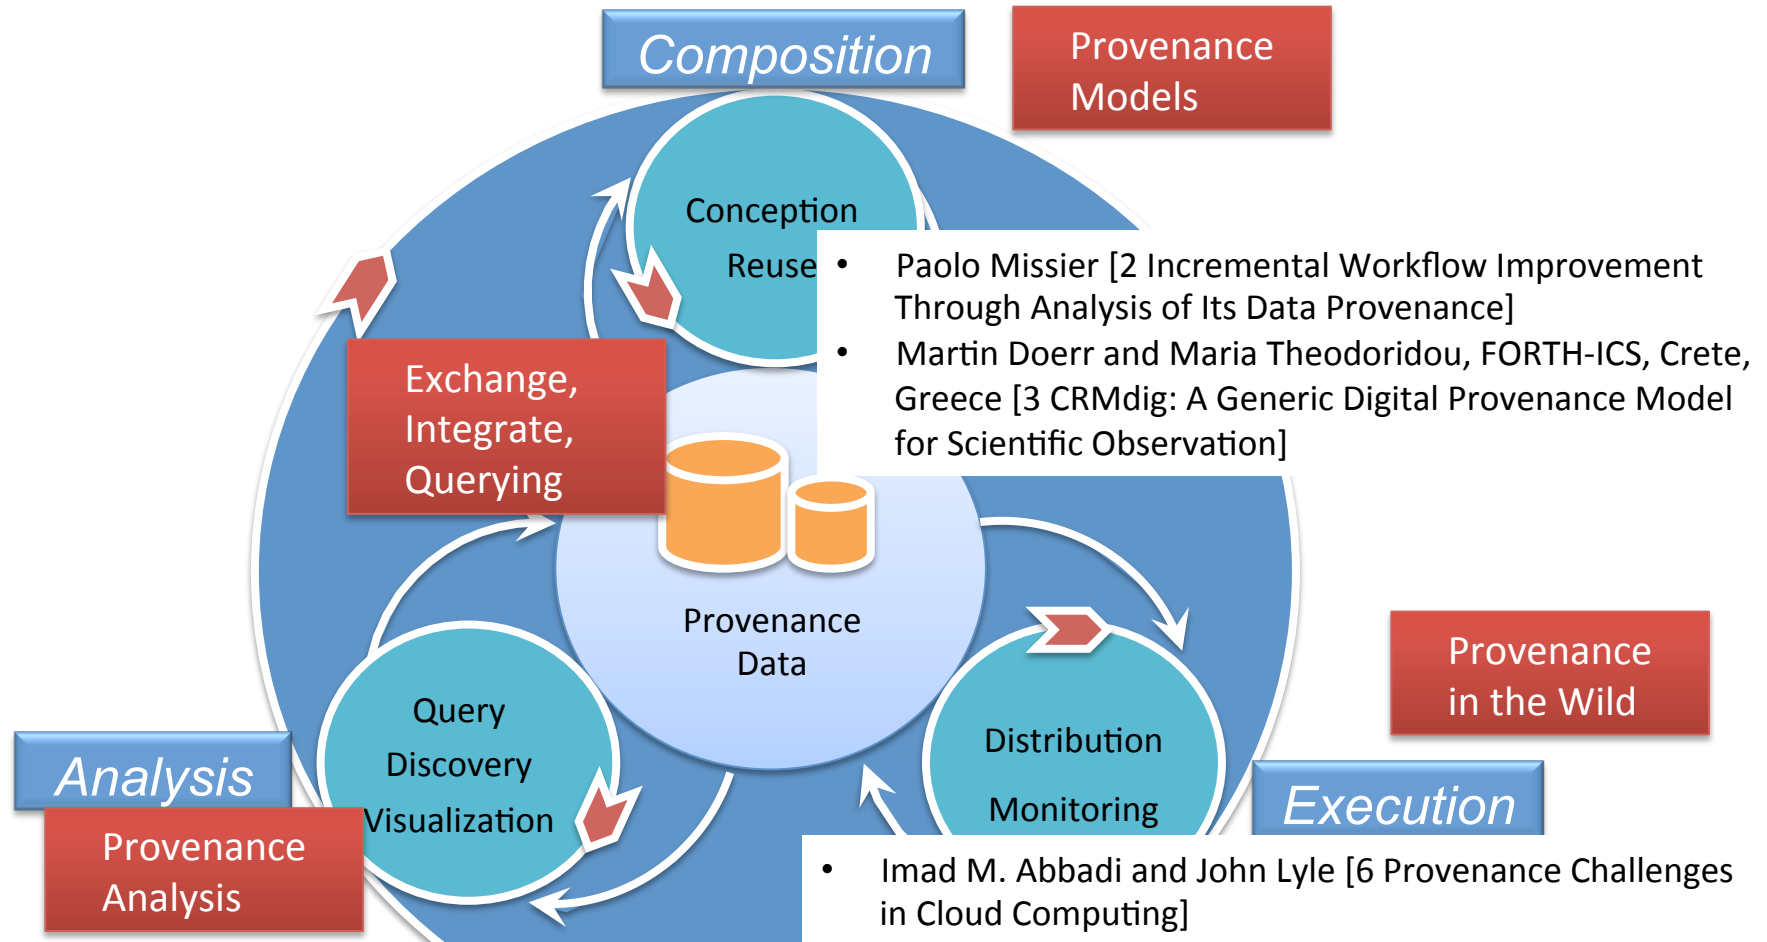 Composition
Provenance
Models
Conception
Reuse
• Paolo Missier [2 Incremental Workflow Improvement
Through Analysis of Its Data Provenance]
• Martin Doerr and Maria Theodoridou, FORTH-ICS, Crete,
Greece [3 CRMdig: A Generic Digital Provenance Model
for Scientific Observation]
Exchange,
Integrate,
Querying
Provenance
Data
Provenance
in the Wild
Query
Discovery
Visualization
Distribution
Monitoring
Analysis
Execution
Provenance
Analysis
• Imad M. Abbadi and John Lyle [6 Provenance Challenges
in Cloud Computing]